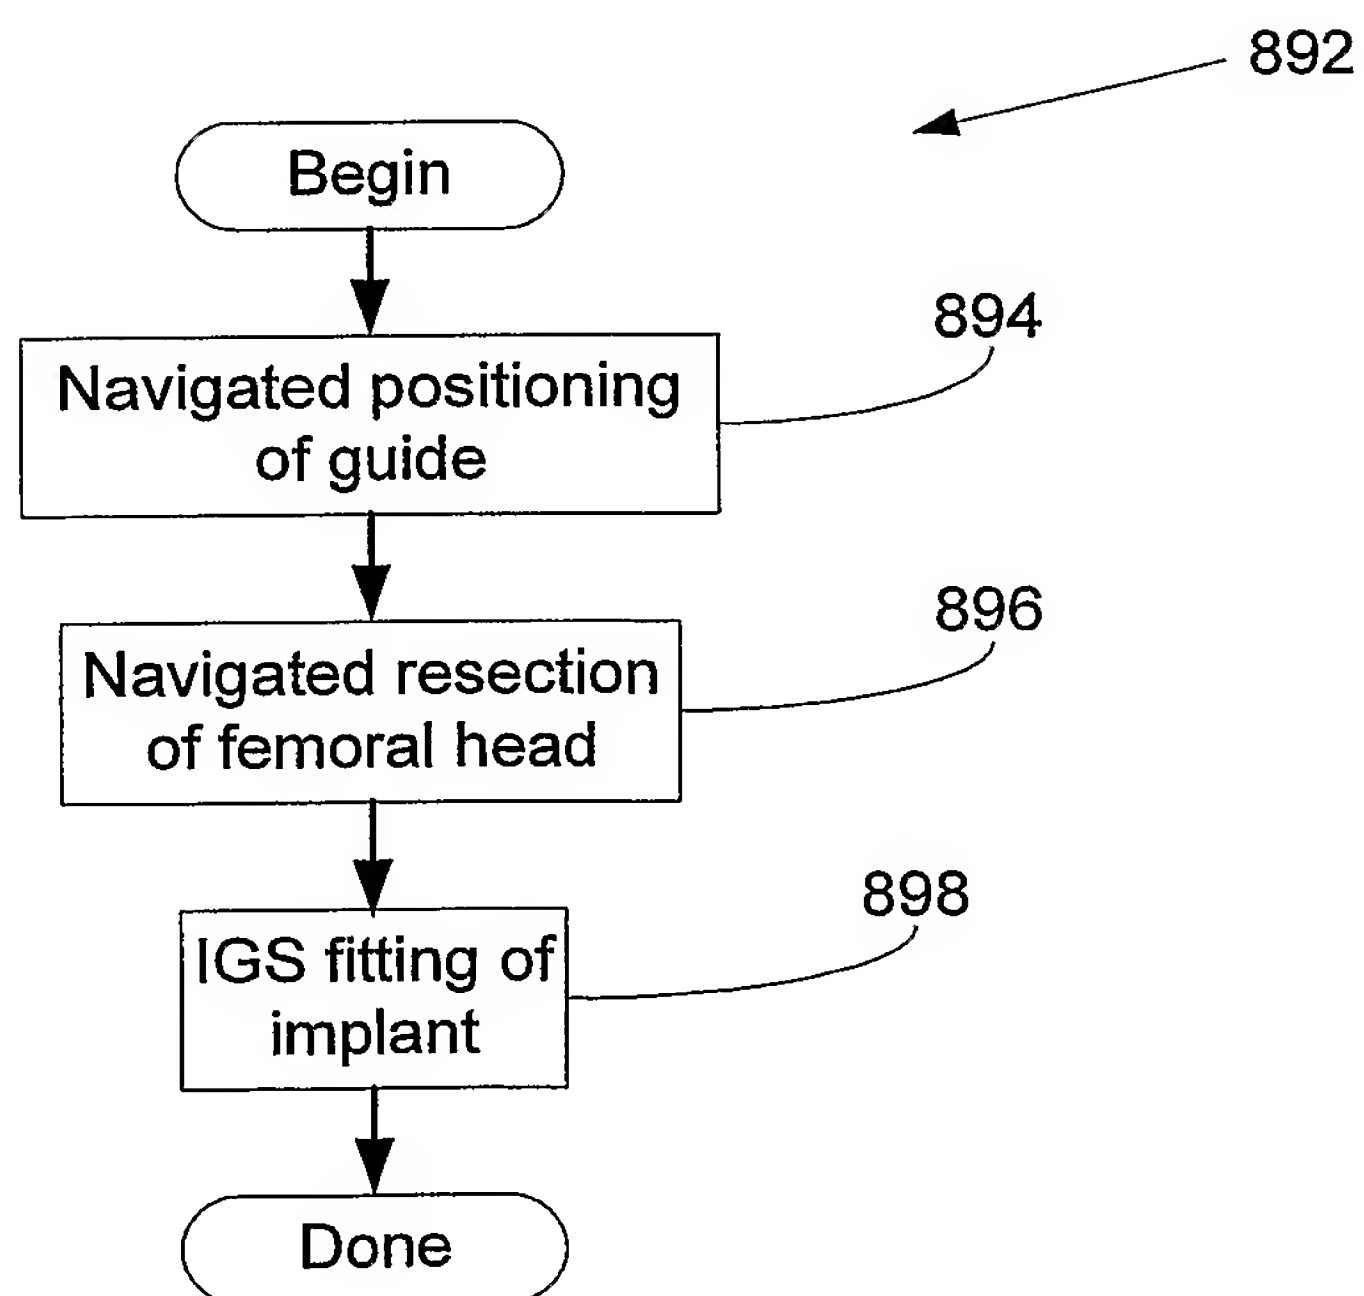 892
Begin
894
Navigated positioning
of guide
896
Navigated resection
of femoral head
898
IGS fitting of
implant
Done